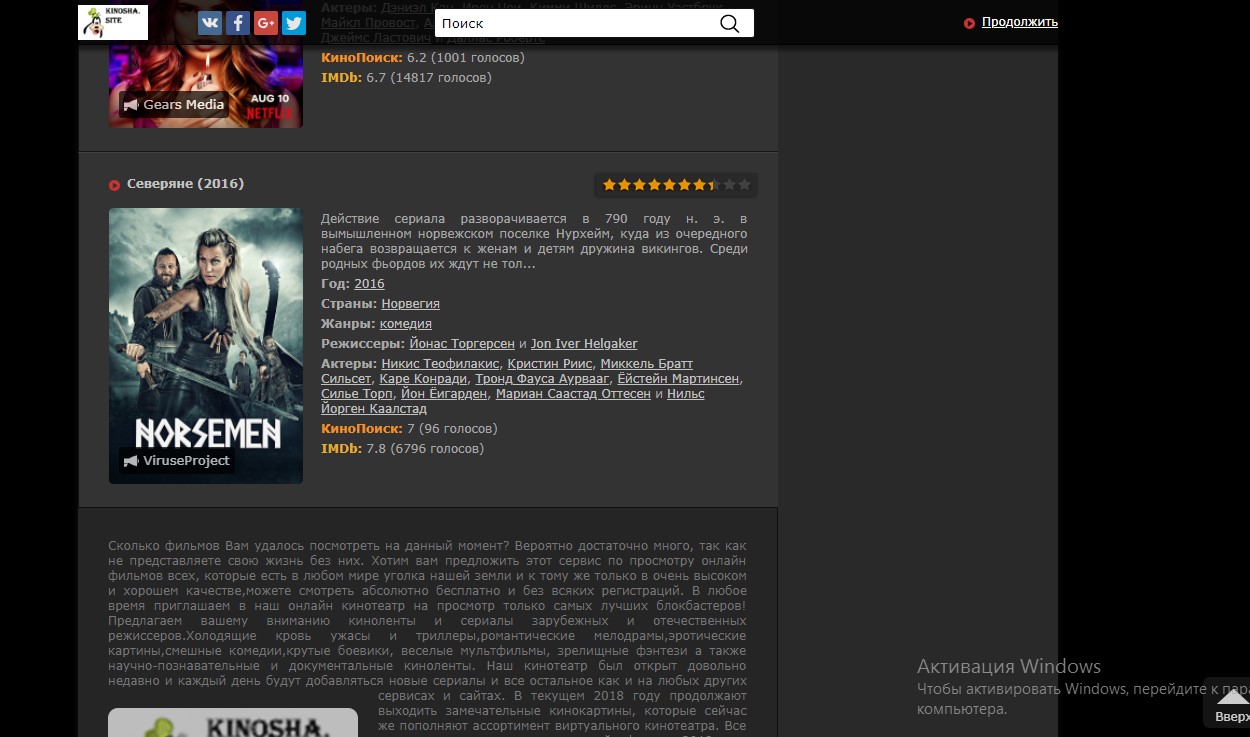 KINOSHA.
SITE
Поиск
Продолжить
Актеры: Дэниэл Кан, Ирен Чои, Кимми Шилдс, Эринн Уэстбрук,
Майкл Провост,
Джеймс Ластович и Даллас Робертс
КиноПоиск: 6.2 (1001 голосов)
IMDb: 6.7 (14817 голосов)
AUG 10
NETFLIX
Gears Media
Северяне (2016)
Действие сериала разворачивается в 790 году н. э. в
вымышленном норвежском поселке Нурхейм, куда из очередного
набега возвращается к женам и детям дружина викингов. Среди
родных фьордов их ждут не тол...
Год: 2016
Страны: Норвегия
Жанры: комедия
Режиссеры: Йонас Торгерсен и Jon Iver Helgaker
Актеры: Никис Теофилакис, Кристин Риис, Миккель Братт
Сильсет, Каре Конради, Тронд Фауса Аурвааг, Ёйстейн Мартинсен,
Силье Торп, Йон Ёигарден, Мариан Саастад Оттесен и Нильс
Йорген Каалстад
КиноПоиск: 7 (96 голосов)
IMDb: 7.8 (6796 голосов)
NORSEMEN
ViruseProject
Сколько фильмов Вам удалось посмотреть на данный момент? Вероятно достаточно много, так как
не представляете свою жизнь без них. Хотим вам предложить этот сервис по просмотру онлайн
фильмов всех, которые есть в любом мире уголка нашей земли и к тому же только в очень высоком
и хорошем качестве,можете смотреть абсолютно бесплатно и без всяких регистраций. В любое
время приглашаем в наш онлайн кинотеатр на просмотр только самых лучших блокбастеров!
Предлагаем вашему вниманию киноленты и сериалы зарубежных и отечественных
режиссеров.Холодящие кровь ужасы и триллеры,романтические мелодрамы,эротические
картины,смешные комедии,крутые боевики, веселые мультфильмы, зрелищные фэнтези а также
научно-познавательные и документальные киноленты. Наш кинотеатр был открыт довольно
недавно и каждый день будут добавляться новые сериалы и все остальное как и на любых других
сервисах и сайтах. В текущем 2018 году продолжают
выходить замечательные кинокартины, которые сейчас
же пополняют ассортимент виртуального кинотеатра. Все
KINOSHA.
Активация Windows
Чтобы активировать Windows, перейдите к пара
компьютера.
Вверх